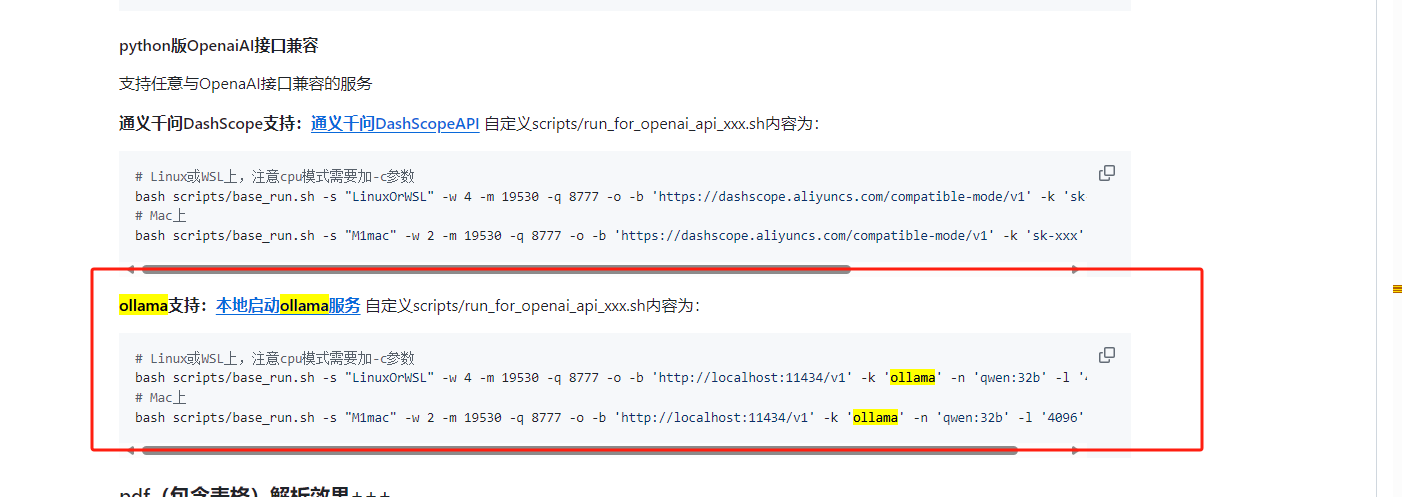 python版OpenaiAI接口兼容
支持任意与OpenaAI接口兼容的服务
通义千问DashScope支持：通义千问DashScopeAPI 自定义scripts/run_for_openai_api_xxx.sh内容为：
# Linux或WSL上，注意cpu模式需要加-c参数
bash scripts/base_run.sh -s "LinuxOrWSL" -w 4 -m 19530 -q 8777 -o -b 'https://dashscope.aliyuncs.com/compatible-mode/v1' -k 'sk
# Mac上
bash scripts/base_run.sh -s "M1mac" -w 2 -m 19530 -q 8777 -o -b 'https://dashscope.aliyuncs.com/compatible-mode/v1' -k 'sk-xxx'
ollama支持：本地启动ollama服务 自定义scripts/run_for_openai_api_xxx.sh内容为：
# Linux或WSL上，注意cpu模式需要加-c参数
bash scripts/base_run.sh -s "LinuxOrWSL" -w 4 -m 19530 -q 8777 -o -b 'http://localhost:11434/v1' -k 'ollama' -n 'qwen:32b' -l '
# Mac上
bash scripts/base_run.sh -s "M1mac" -w 2 -m 19530 -q 8777 -o -b 'http://localhost:11434/v1' -k 'ollama' -n 'qwen:32b' -l '4096'
pdf（包含表格）解析效果+++